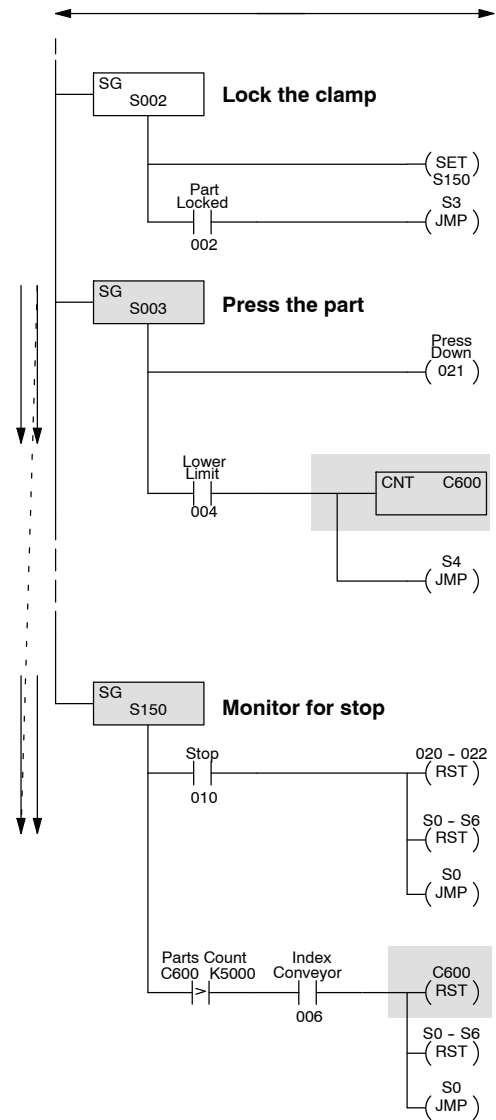 SG
S002
Lock the clamp
SET
S150
Part
Locked
002
S3
JMP
SG
S003
Press the part
Press
Down
021
Lower
Limit
004
CNT C600
S4
JMP
SG
S150
Monitor for stop
Stop
010
020 - 022
RST
S0 - S6
RST
S0
JMP
Parts Count
C600 K5000
>
Index
Conveyor
006
C600
RST
S0 - S6
RST
S0
JMP